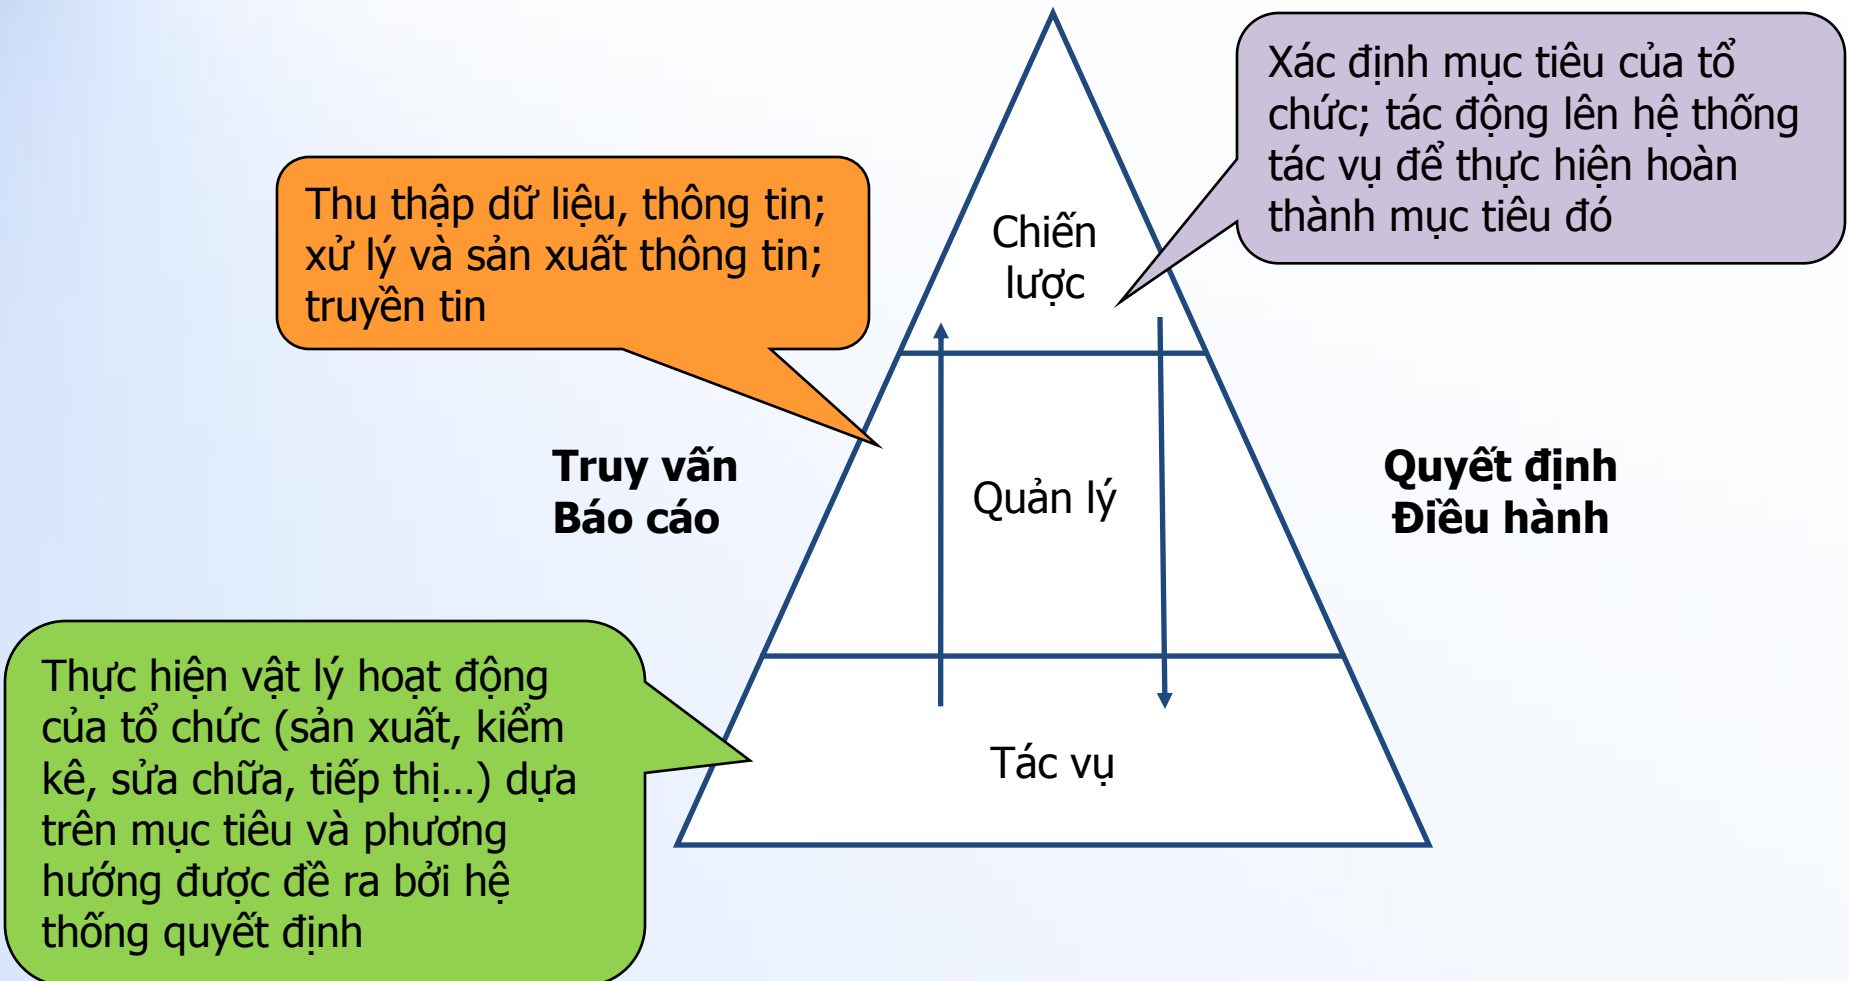 Xác định mục tiêu của tổ
chức; tác động lên hệ thống
tác vụ để thực hiện hoàn
thành mục tiêu đó
Thu thập dữ liệu, thông tin;
xử lý và sản xuất thông tin;
truyền tin
Chiến
lược
Truy vấn
Báo cáo
Quản lý
Quyết định
Điều hành
Thực hiện vật lý hoạt động
của tổ chức (sản xuất, kiểm
kê, sửa chữa, tiếp thị...) dựa
trên mục tiêu và phương
hướng được đề ra bởi hệ
thống quyết định
Tác vụ